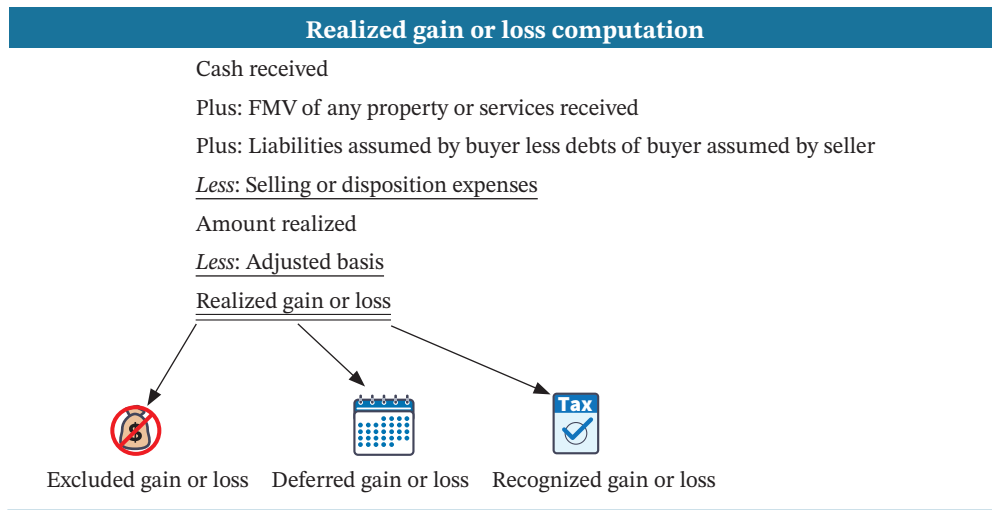 Realized gain or loss computation
Cash received
Plus: FMV of any property or services received
Plus: Liabilities assumed by buyer less debts of buyer assumed by seller
Less: Selling or disposition expenses
Amount realized
Less: Adjusted basis
Realized gain or loss
$
Tax
Excluded gain or loss
Deferred gain or loss
Recognized gain or loss